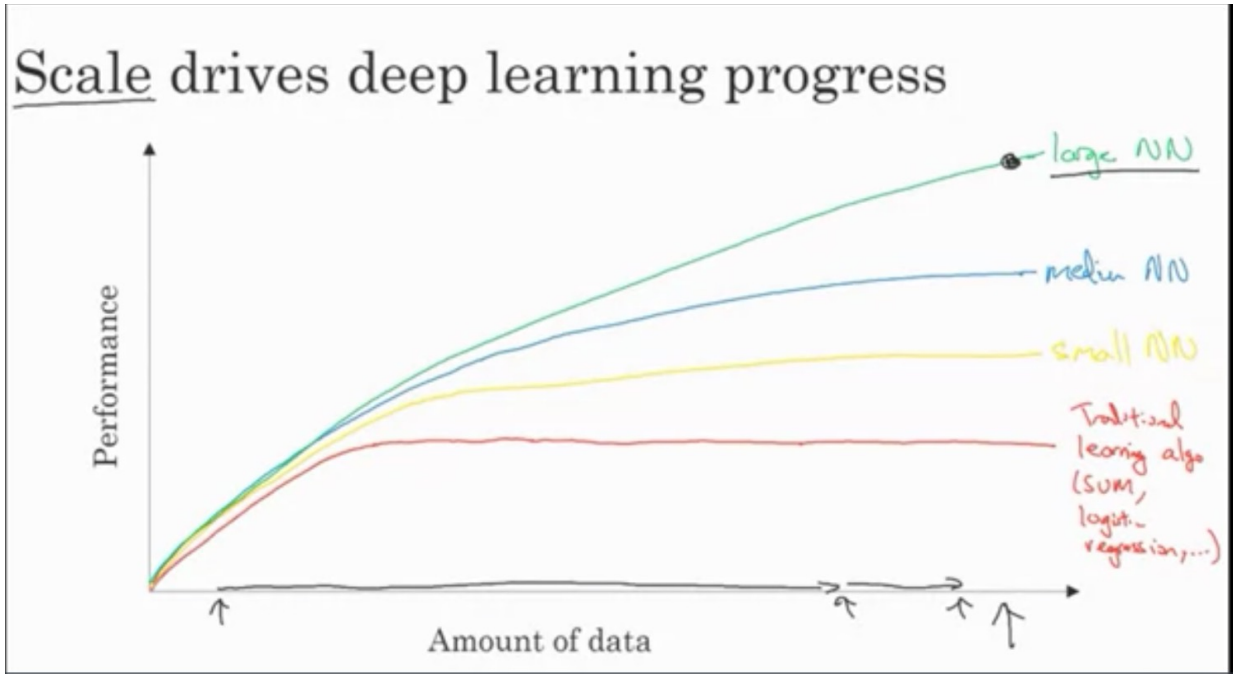 Scale drives deep learning progress
large NN
medium NN
small NN
Traditional
learning algo
(SVM,
logistic
regression,...)
Performance
Amount of data